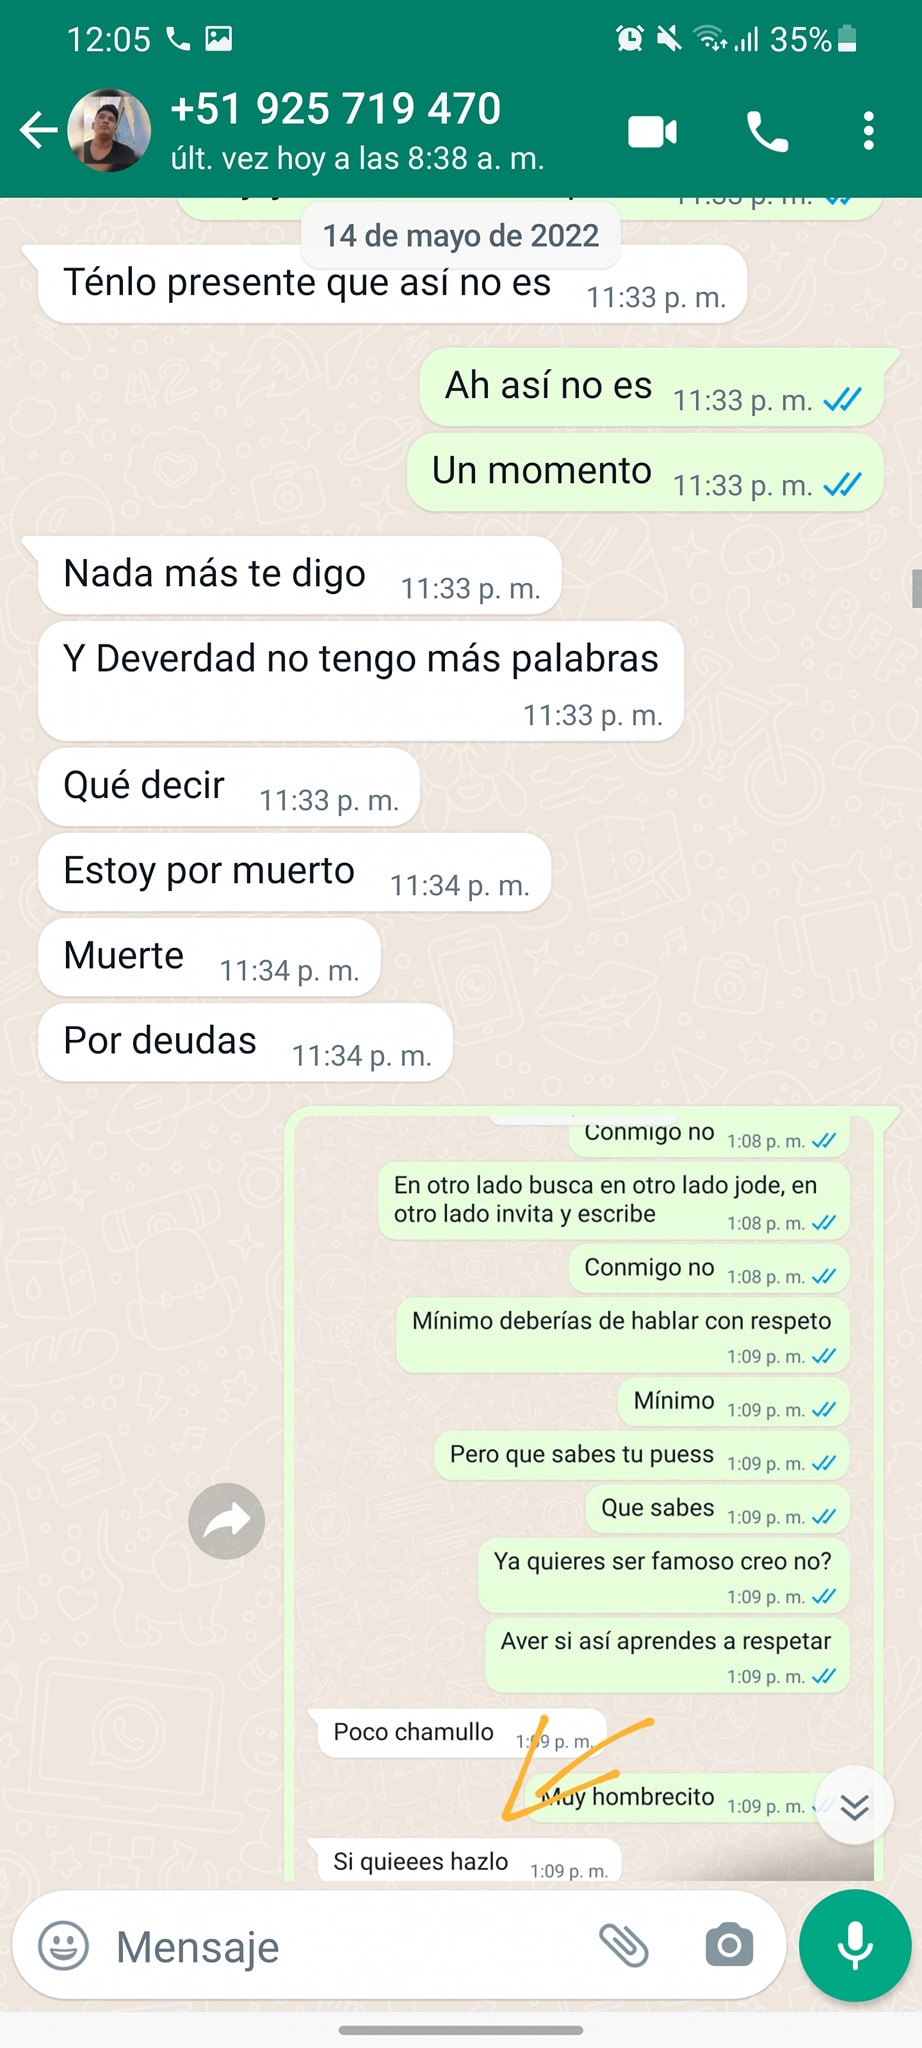 12:05
35%
+51 925 719 470
últ. vez hoy a las 8:38 a. m.
14 de mayo de 2022
Ténlo presente que así no es 11:33 p. m.
Ah así no es 11:33 p. m.
Un momento 11:33 p. m.
Nada más te digo 11:33 p. m.
Y Deverdad no tengo más palabras
11:33 p. m.
Qué decir 11:33 p. m.
Estoy por muerto 11:34 p. m.
Muerte 11:34 p. m.
Por deudas 11:34 p. m.
Conmigo no 1:08 p. m.
En otro lado busca en otro lado jode, en
otro lado invita y escribe 1:08 p. m.
Conmigo no 1:08 p. m.
Mínimo deberías de hablar con respeto
1:09 p. m.
Mínimo 1:09 p. m.
Pero que sabes tu puess 1:09 p. m.
Que sabes 1:09 p. m.
Ya quieres ser famoso creo no?
1:09 p. m.
Aver si así aprendes a respetar
1:09 p. m.
Poco chamullo 1:09 p. m.
Muy hombrecito 1:09 p. m.
Si quieees hazlo 1:09 p. m.
Mensaje